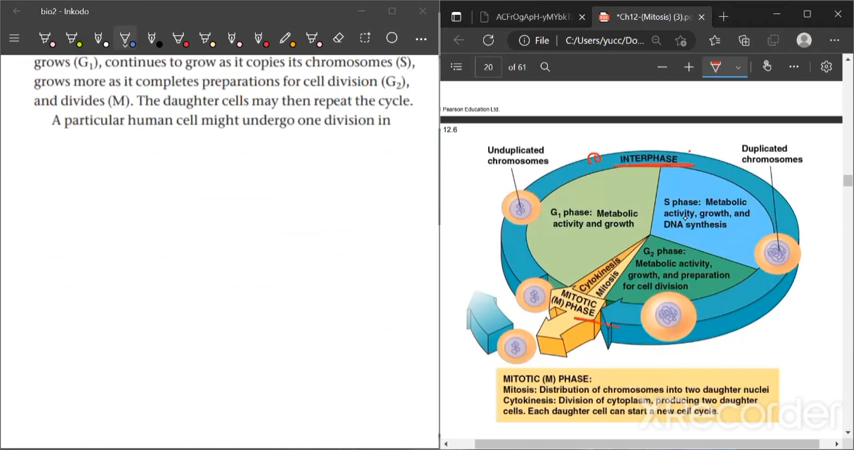 bio2 - Inkodo
ACFrOgApH-yMYbkT
*Ch12-(Mitosis) (3).p
File
C:/Users/yucc/Do...
20 of 61
grows (G₁), continues to grow as it copies its chromosomes (S),
grows more as it completes preparations for cell division (G₂),
and divides (M). The daughter cells may then repeat the cycle.
A particular human cell might undergo one division in
Pearson Education Ltd.
12.6
Unduplicated
chromosomes
INTERPHASE
Duplicated
chromosomes
G₁ phase: Metabolic
activity and growth
S phase: Metabolic
activity, growth, and
DNA synthesis
G₂ phase:
Metabolic activity,
growth, and preparation
for cell division
Cytokinesis
Mitosis
MITOTIC
(M) PHASE
MITOTIC (M) PHASE:
Mitosis: Distribution of chromosomes into two daughter nuclei
Cytokinesis: Division of cytoplasm, producing two daughter
cells. Each daughter cell can start a new cell cycle.
XRecorder